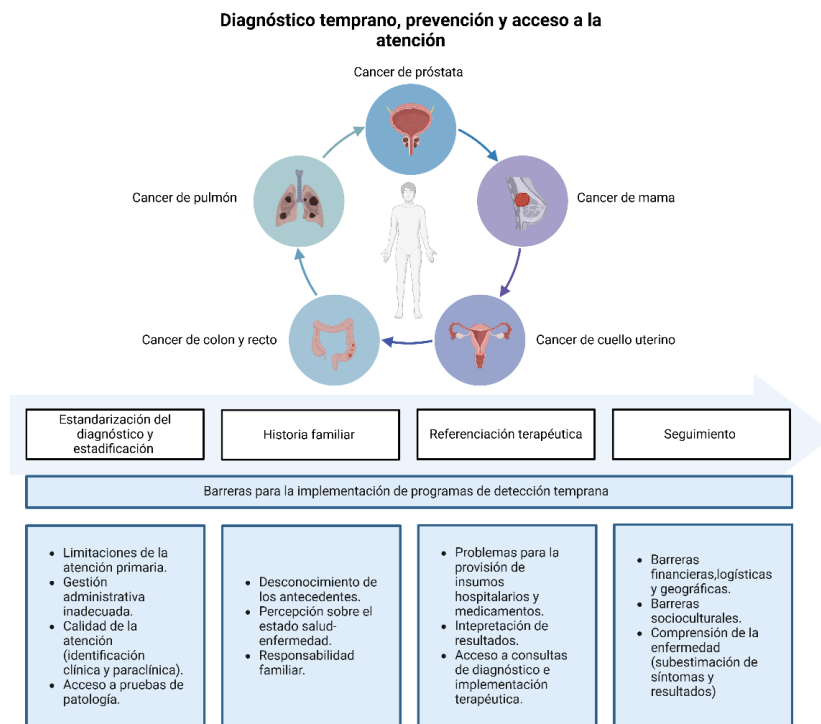 Diagnóstico temprano, prevención y acceso a la
atención
Cancer de próstata
Cancer de pulmón
Cancer de mama
Cancer de colon y recto
Cancer de cuello uterino
Estandarización del
diagnóstico y
estadificación
Historia familiar
Referenciación terapéutica
Seguimiento
Barreras para la implementación de programas de detección temprana
• Limitaciones de la
atención primaria.
• Gestión
administrativa
inadecuada.
• Calidad de la
atención
(identificación
clínica y paraclínica).
• Acceso a pruebas de
patología.
• Desconocimiento de
los antecedentes.
• Percepción sobre el
estado salud-
enfermedad.
• Responsabilidad
familiar.
• Problemas para la
provisión de
insumos
hospitalarios y
medicamentos.
• Intepretación de
resultados.
• Acceso a consultas
de diagnóstico e
implementación
terapéutica.
• Barreras
financieras,logísticas
y geográficas.
• Barreras
socioculturales.
• Comprensión de la
enfermedad
(subestimación de
síntomas y
resultados)